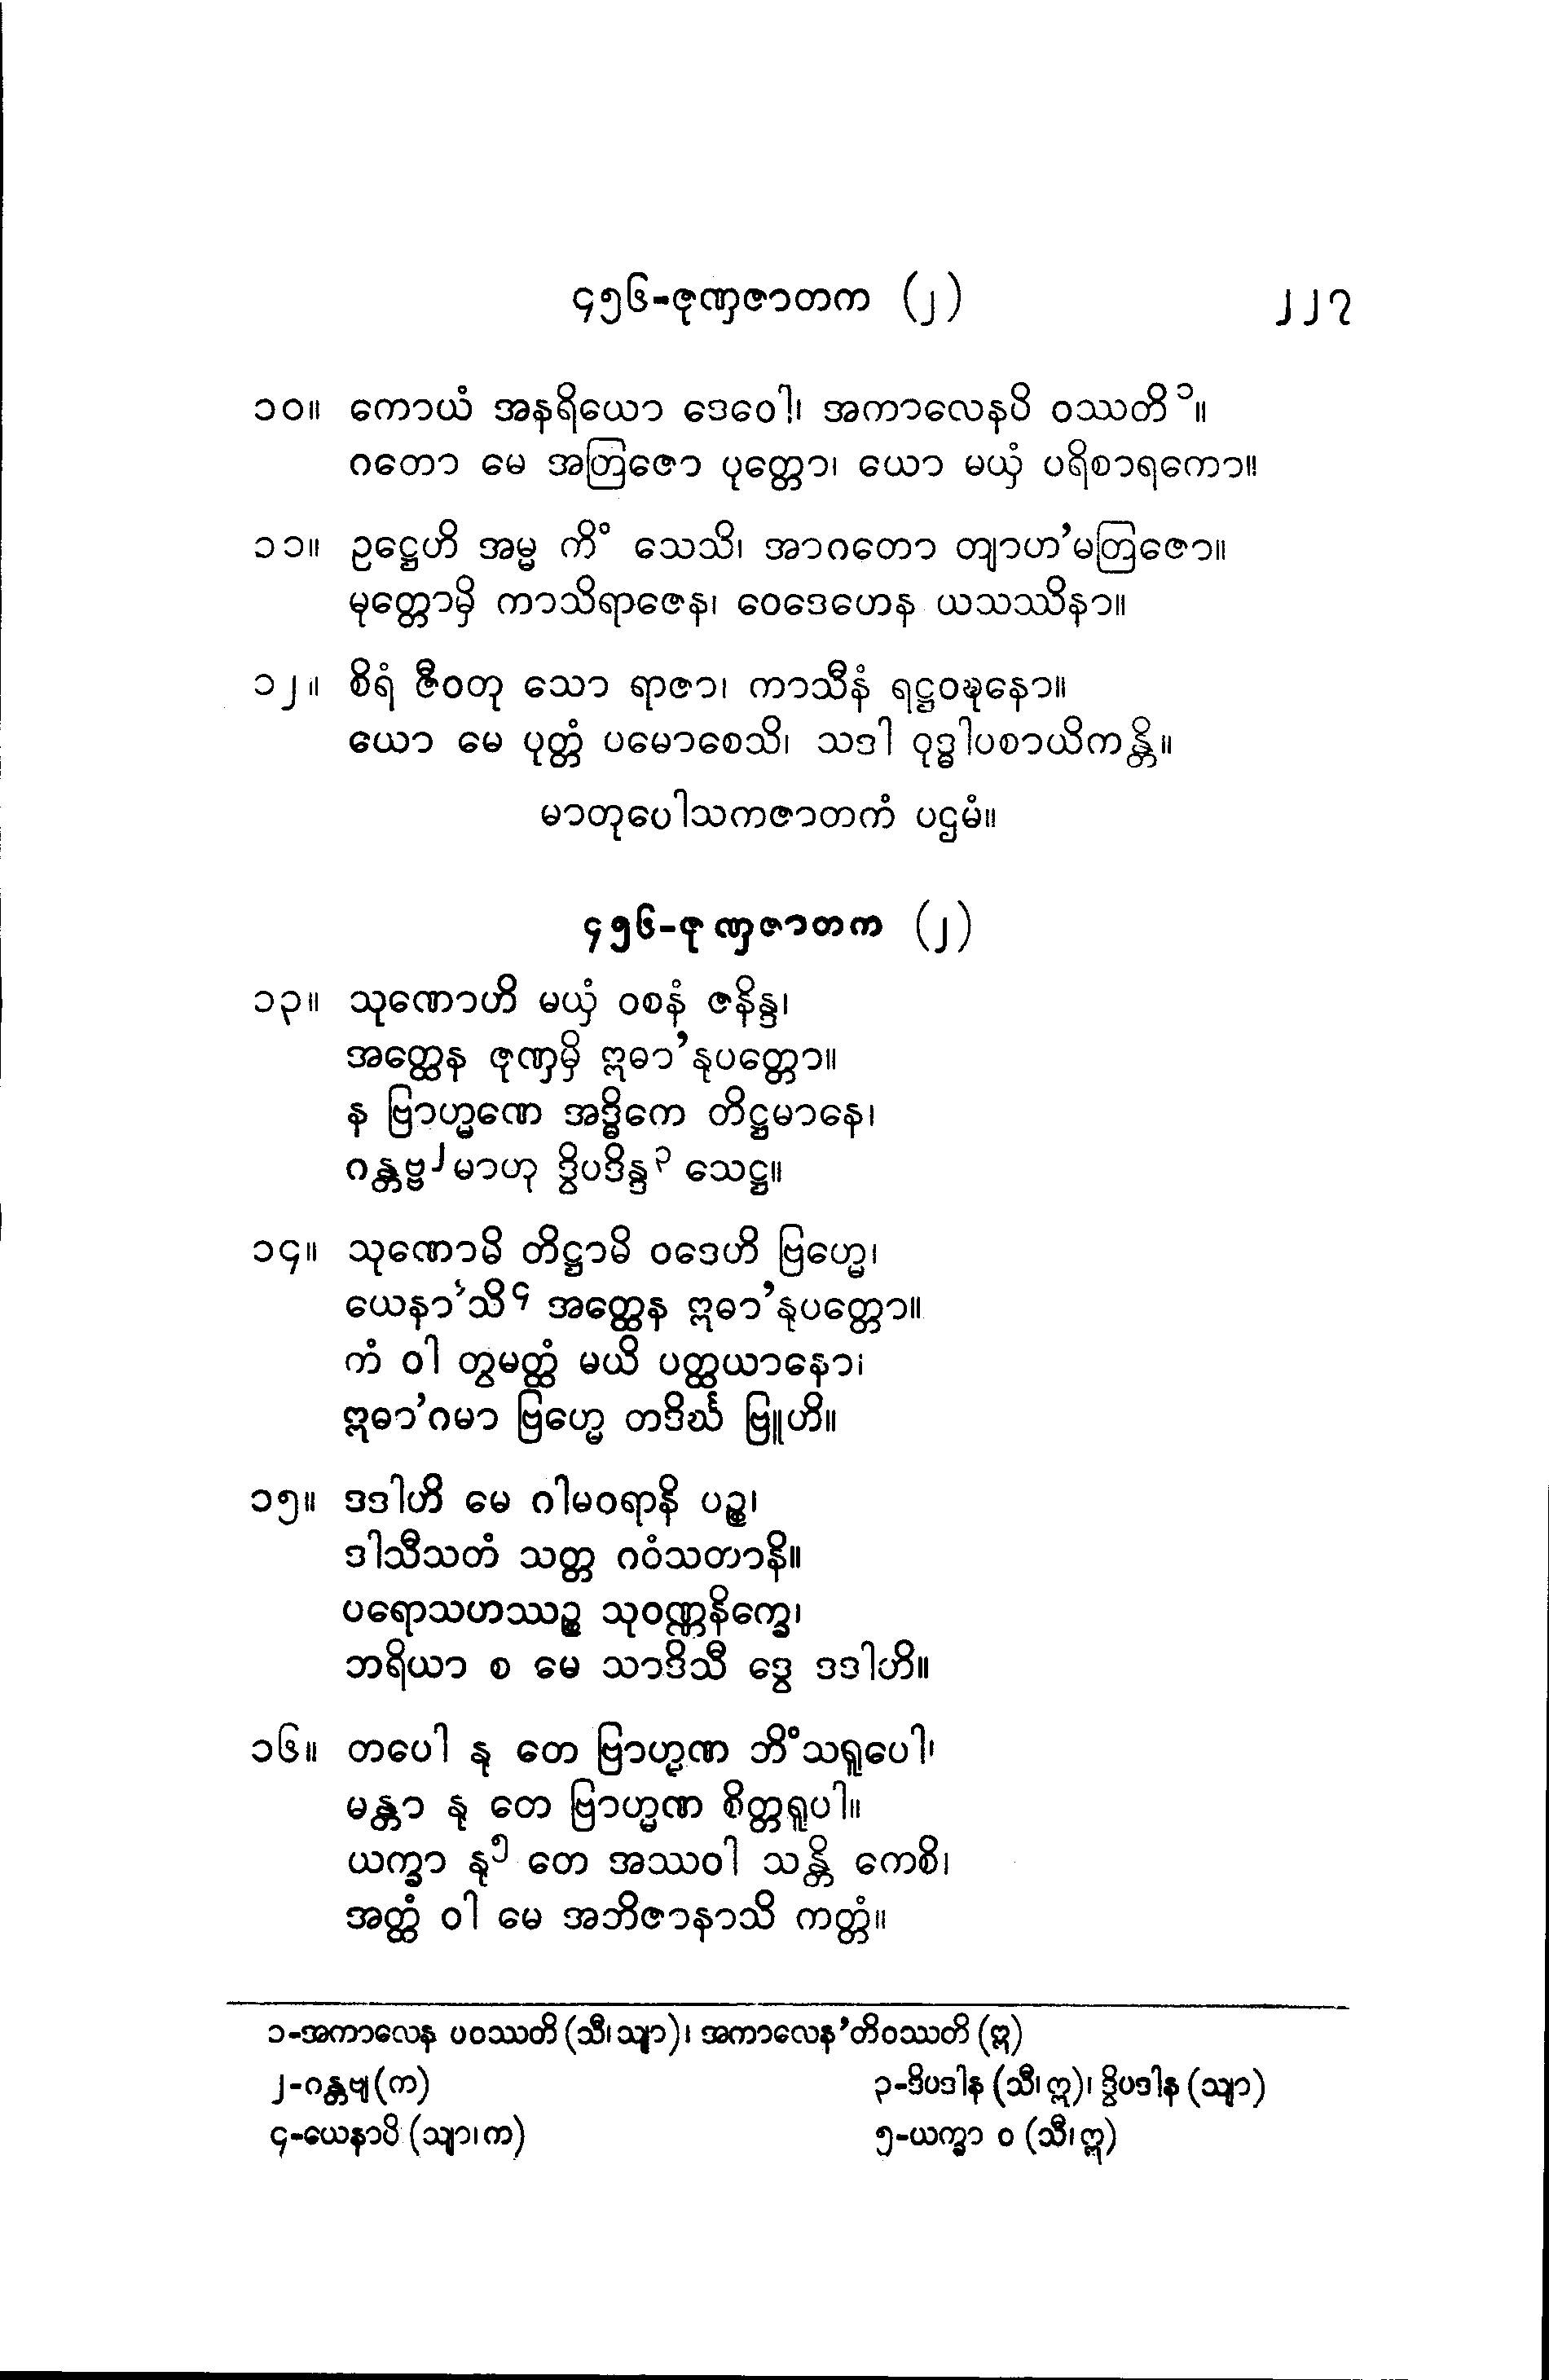 ၄၅၆-ဇုဏှဇာတက (၂) ၂၂၇
၁၀။ ကောယံ အနရိယော ဒေဝေါ၊ အကာလေနပိ ဝဿတိ ၁။
ဂတော မေ အတြဇော ပုတ္တော၊ ယော မယှံ ပရိစာရကော။
၁၁။ ဥဋ္ဌေဟိ အမ္မ ကိံ သေသိ၊ အာဂတော တျာဟ’မတြဇော။
မုတ္တောမှိ ကာသိရာဇေန၊ ဝေဒေဟေန ယသဿိနာ။
၁၂။ စိရံ ဇီဝတု သော ရာဇာ၊ ကာသီနံ ရဋ္ဌဝဍ္ဎနော။
ယော မေ ပုတ္တံ ပမောစေသိ၊ သဒါ ဝုဒ္ဓါပစာယိကန္တိ။
မာတုပေါသကဇာတကံ ပဌမံ။
၄၅၆-ဇုဏှဇာတက (၂)
၁၃။ သုဏောဟိ မယှံ ဝစနံ ဇနိန္ဒ၊
အတ္ထေန ဇုဏှမှိ ဣဓာ’နုပတ္တော။
န ဗြာဟ္မဏေ အဒ္ဓိကေ တိဋ္ဌမာနေ၊
ဂန္တဗ္ဗ၂မာဟု ဒွိပဒိန္ဒ၃ သေဋ္ဌ။
၁၄။ သုဏောမိ တိဋ္ဌာမိ ဝဒေဟိ ဗြဟ္မေ၊
ယေနာ’သိ၄ အတ္ထေန ဣဓာ’နုပတ္တော။
ကံ ဝါ တွမတ္ထံ မယိ ပတ္ထယာနော၊
ဣဓာ’ဂမာ ဗြဟ္မေ တဒိင်္ဃ ဗြူဟိ။
၁၅။ ဒဒါဟိ မေ ဂါမဝရာနိ ပဉ္စ၊
ဒါသီသတံ သတ္တ ဂဝံသတာနိ။
ပရောသဟဿဉ္စ သုဝဏ္ဏနိက္ခေ၊
ဘရိယာ စ မေ သာဒိသီ ဒွေ ဒဒါဟိ။
၁၆။ တပေါ နု တေ ဗြာဟ္မဏ ဘိံသရူပေါ၊
မန္တာ နု တေ ဗြာဟ္မဏ စိတ္တရူပါ။
ယက္ခာ နု၅ တေ အဿဝါ သန္တိ ကေစိ၊
အတ္ထံ ဝါ မေ အဘိဇာနာသိ ကတ္တံ။
၁-အကာလေန ပဝဿတိ (သီ၊ သျာ)၊ အကာလေန’တိဝဿတိ (ဣ)
၂-ဂန္တဗျ (က) ၃-ဒိပဒါန (သီ၊ ဣ)၊ ဒွိပဒါန (သျာ)
၄-ယေနာပိ (သျာ၊ က) ၅-ယက္ခာ ဝ (သီ၊ ဣ)